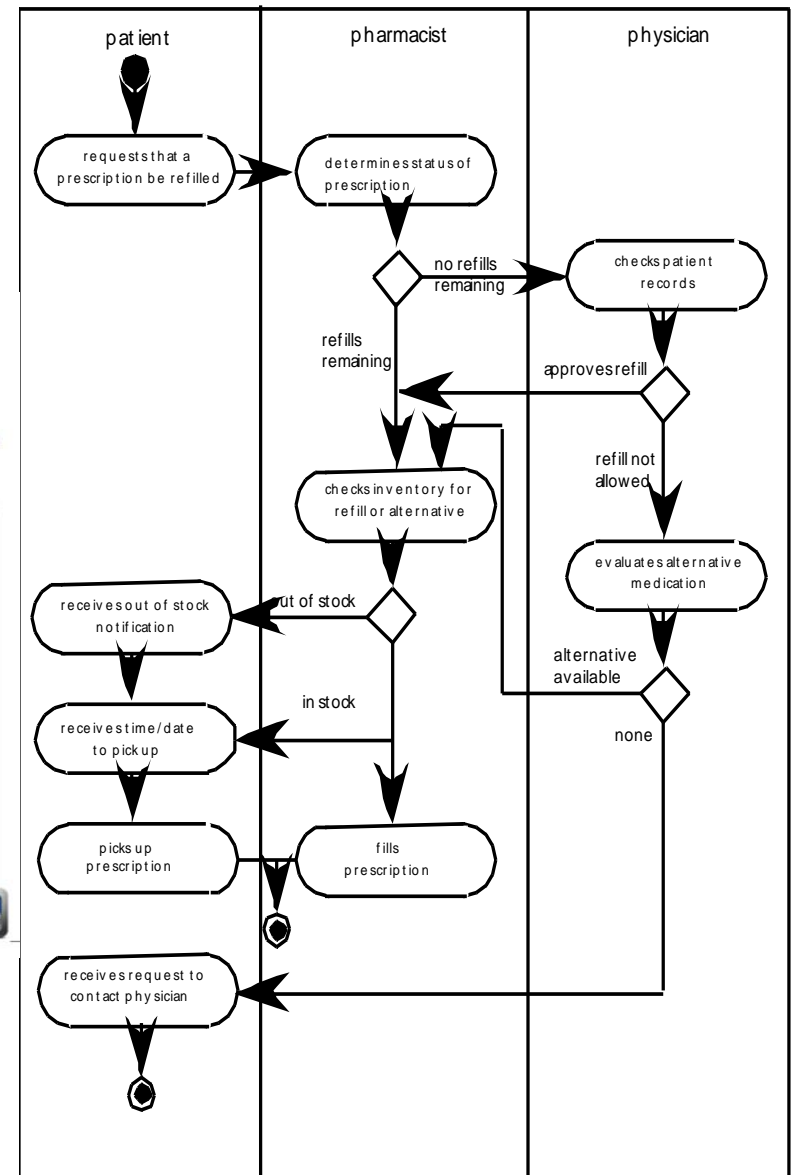 patient
pharmacist
physician
requests that a
prescription be refilled
determines status of
prescription
no refills
remaining
checks patient
records
refills
remaining
approves refill
refill not
allowed
checks inventory for
refill or alternative
evaluates alternative
medication
receives out of stock
notification
out of stock
alternative
available
in stock
receives time/date
to pickup
none
picks up
prescription
fills
prescription
receives request to
contact physician